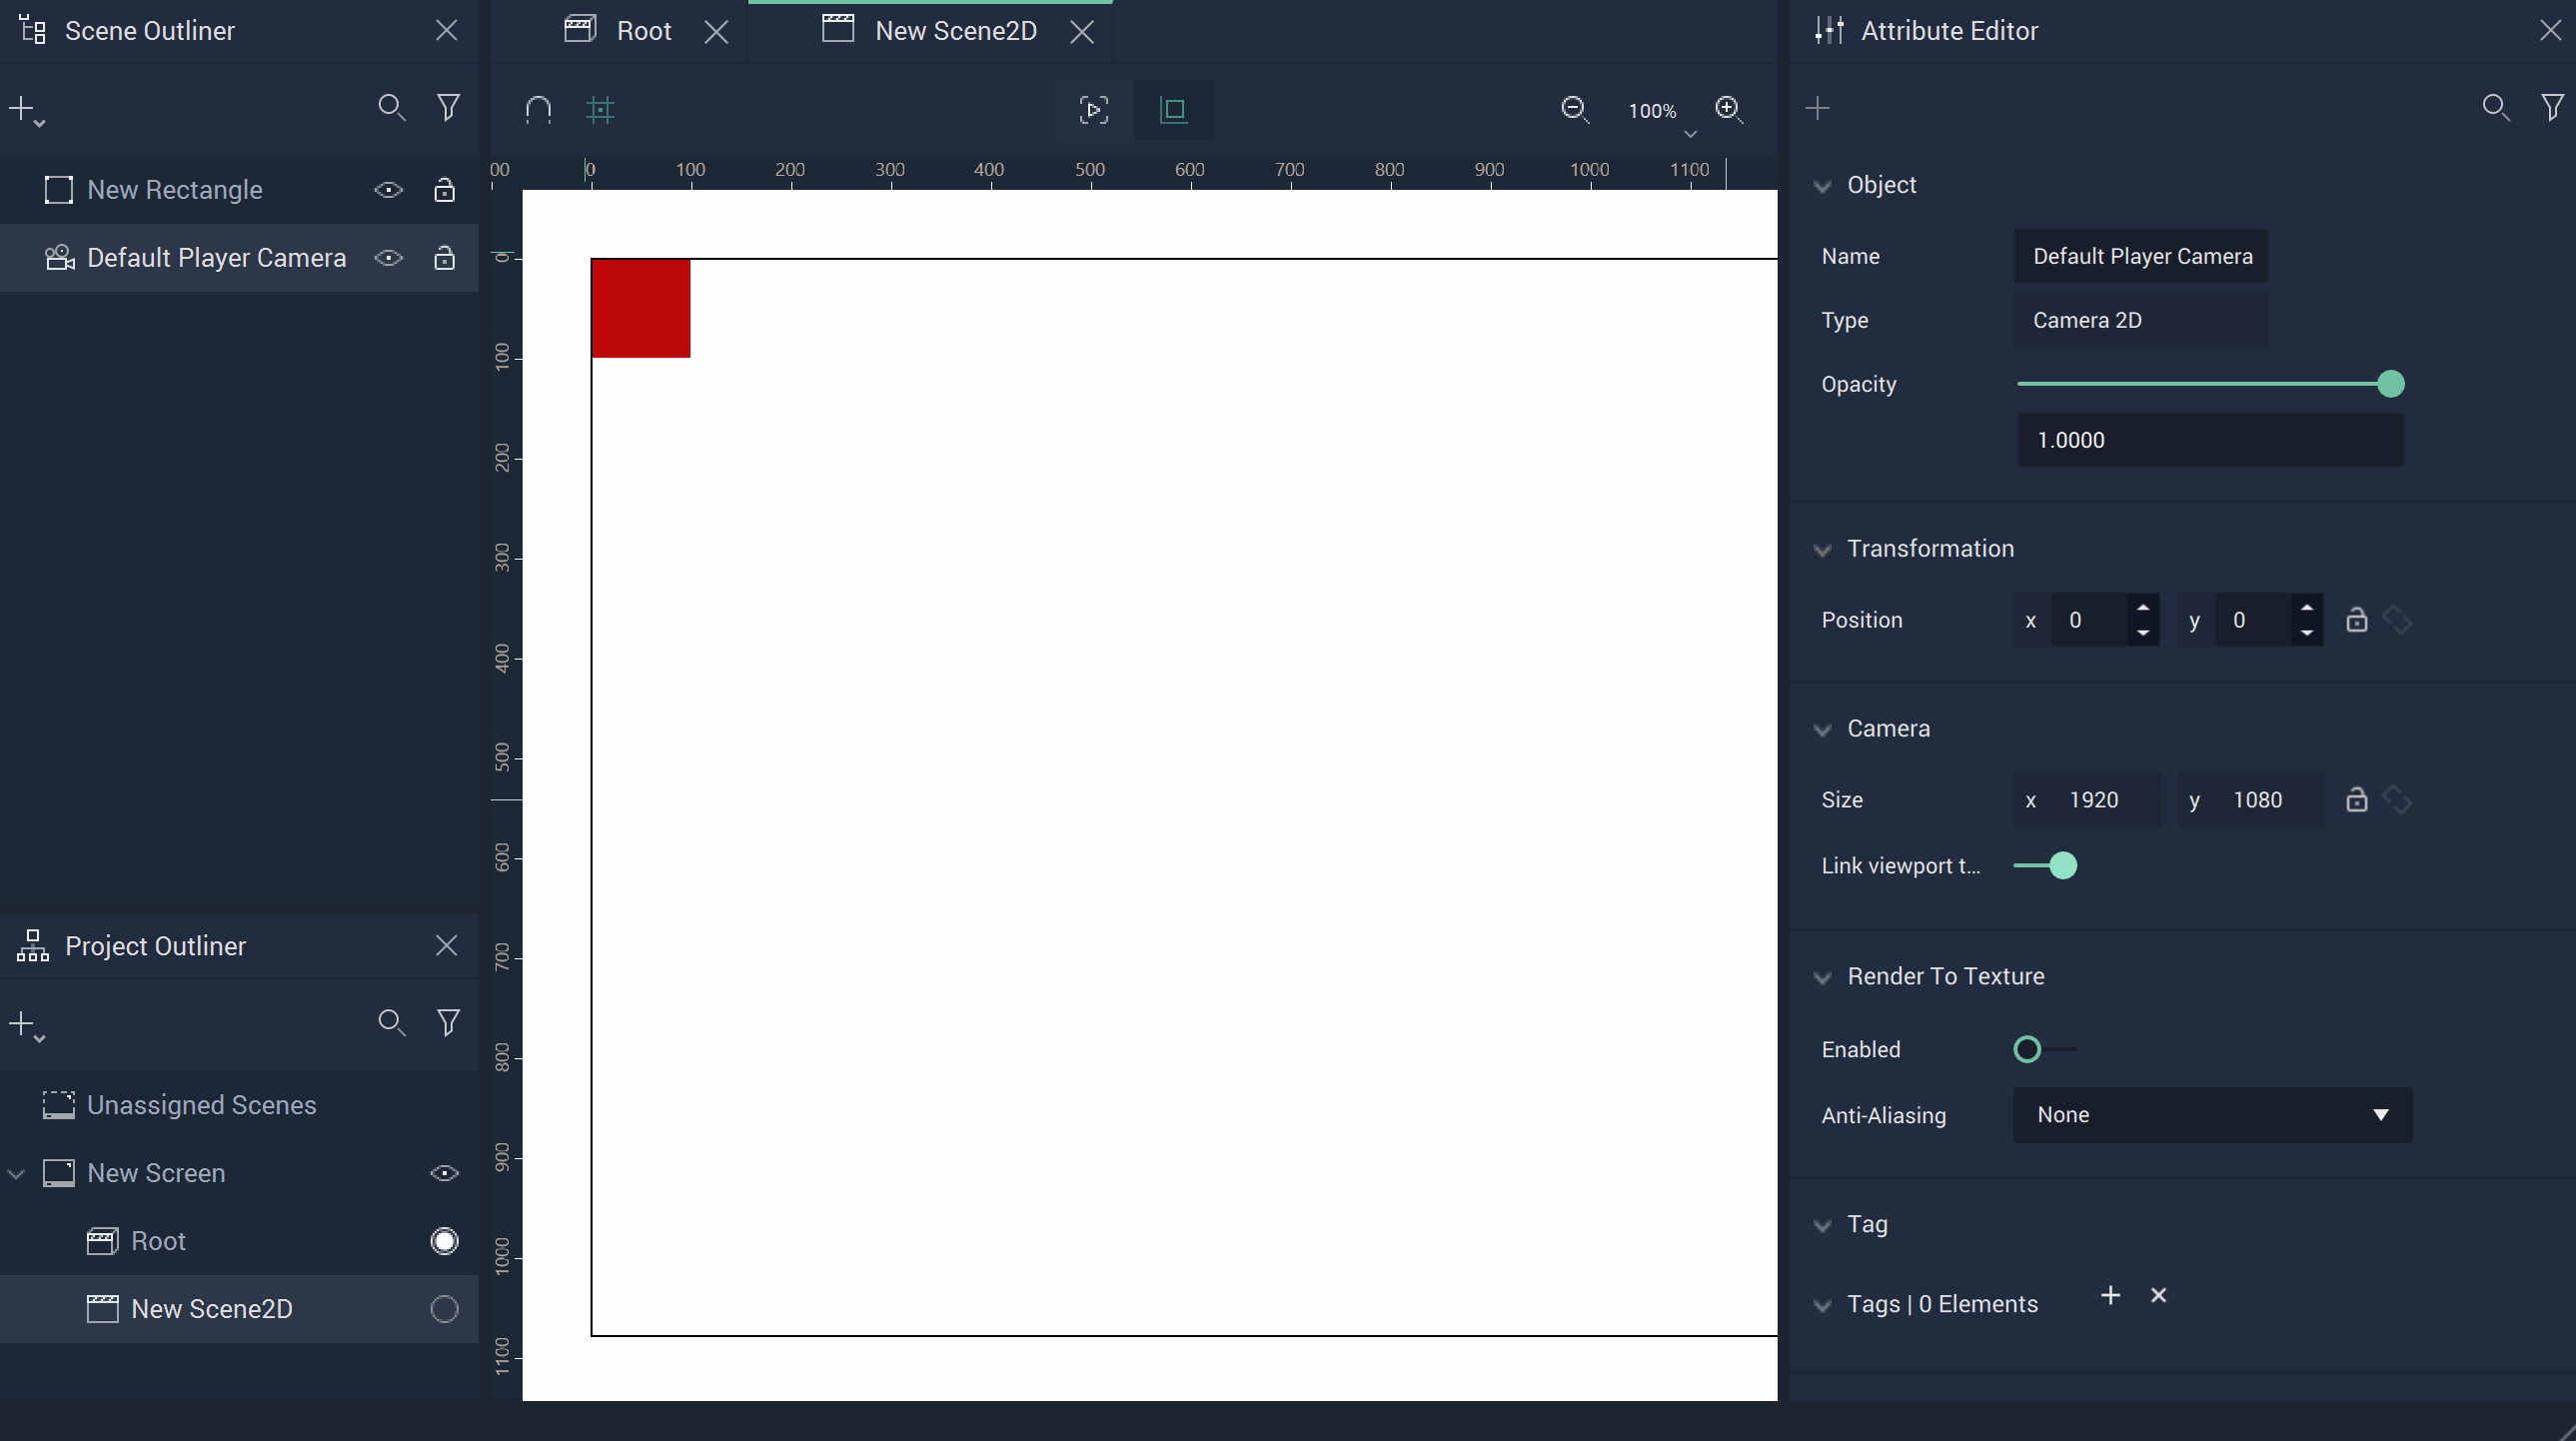 Scene Outliner
New Rectangle
Default Player Camera
Project Outliner
Unassigned Scenes
New Screen
Root
New Scene2D
Root
New Scene2D
100%
00 0 100 200 300 400 500 600 700 800 900 1000 1100
0
100
200
300
400
500
600
700
800
900
1000
1100
Attribute Editor
Object
Name Default Player Camera
Type Camera 2D
Opacity
1.0000
Transformation
Position x 0 y 0
Camera
Size x 1920 y 1080
Link viewport t...
Render To Texture
Enabled
Anti-Aliasing None
Tag
Tags | 0 Elements